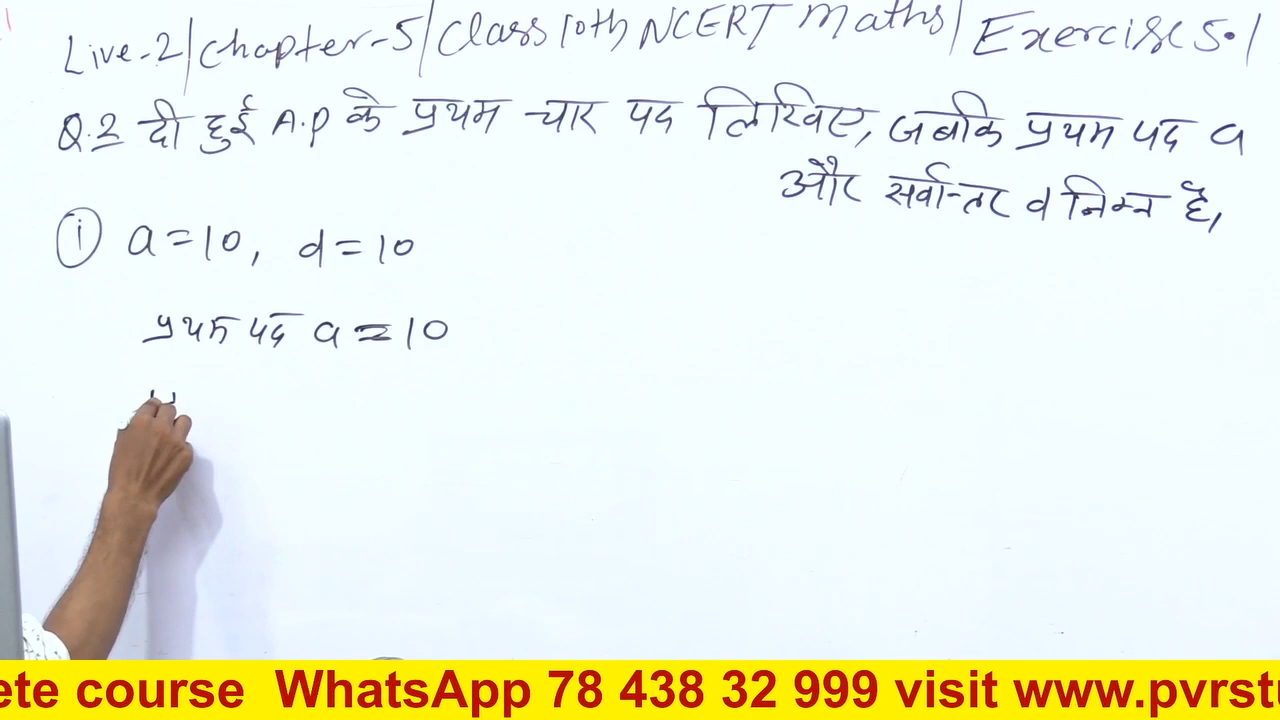 Live-2/Chapter-5/Class 10th NCERT Maths/Exercise 5.1
Q.2 दी हुई A.P के प्रथम चार पद लिखिए, जबकि प्रथम पद a
और सर्वान्तर d निम्न है,
(i) a=10, d=10
प्रथम पद a=10
ete course WhatsApp 78 438 32 999 visit www.pvrst